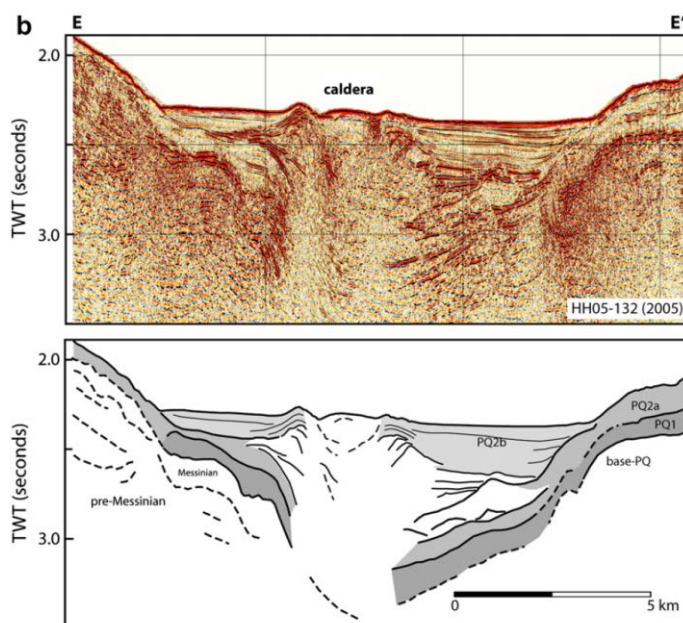 b
E
E'
2.0
caldera
TWT (seconds)
3.0
HH05-132 (2005)
2.0
PQ2a
PQ1
PQ2b
base-PQ
Messinian
pre-Messinian
TWT (seconds)
3.0
0
5 km